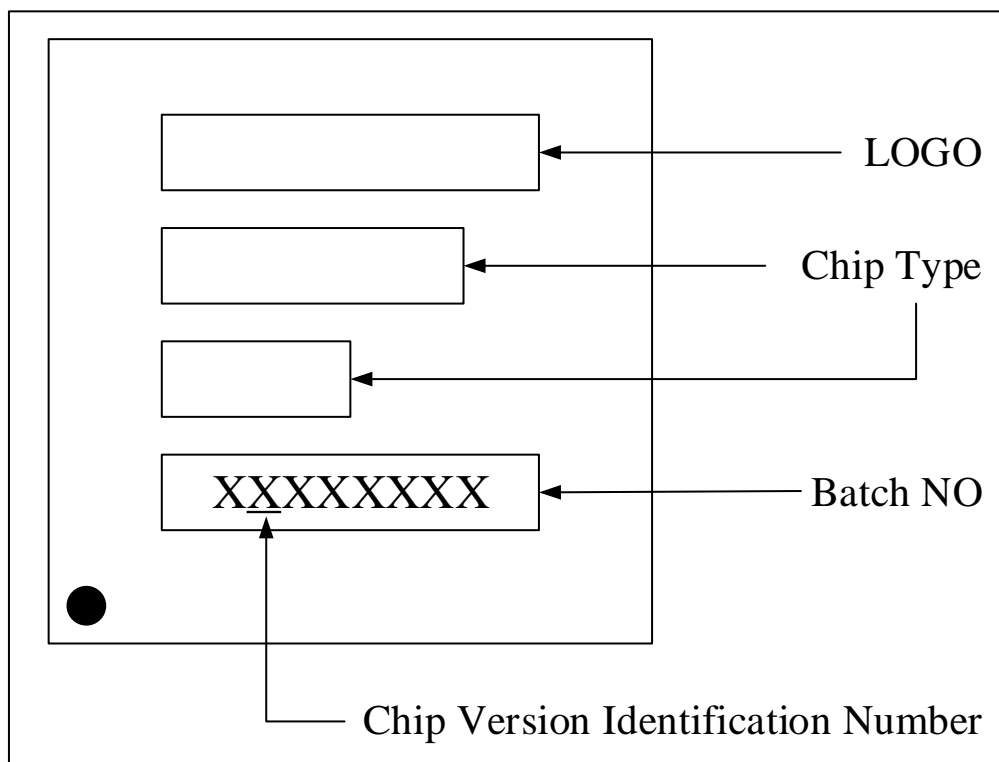 LOGO
Chip Type
XXXXXXXX
Batch NO
Chip Version Identification Number